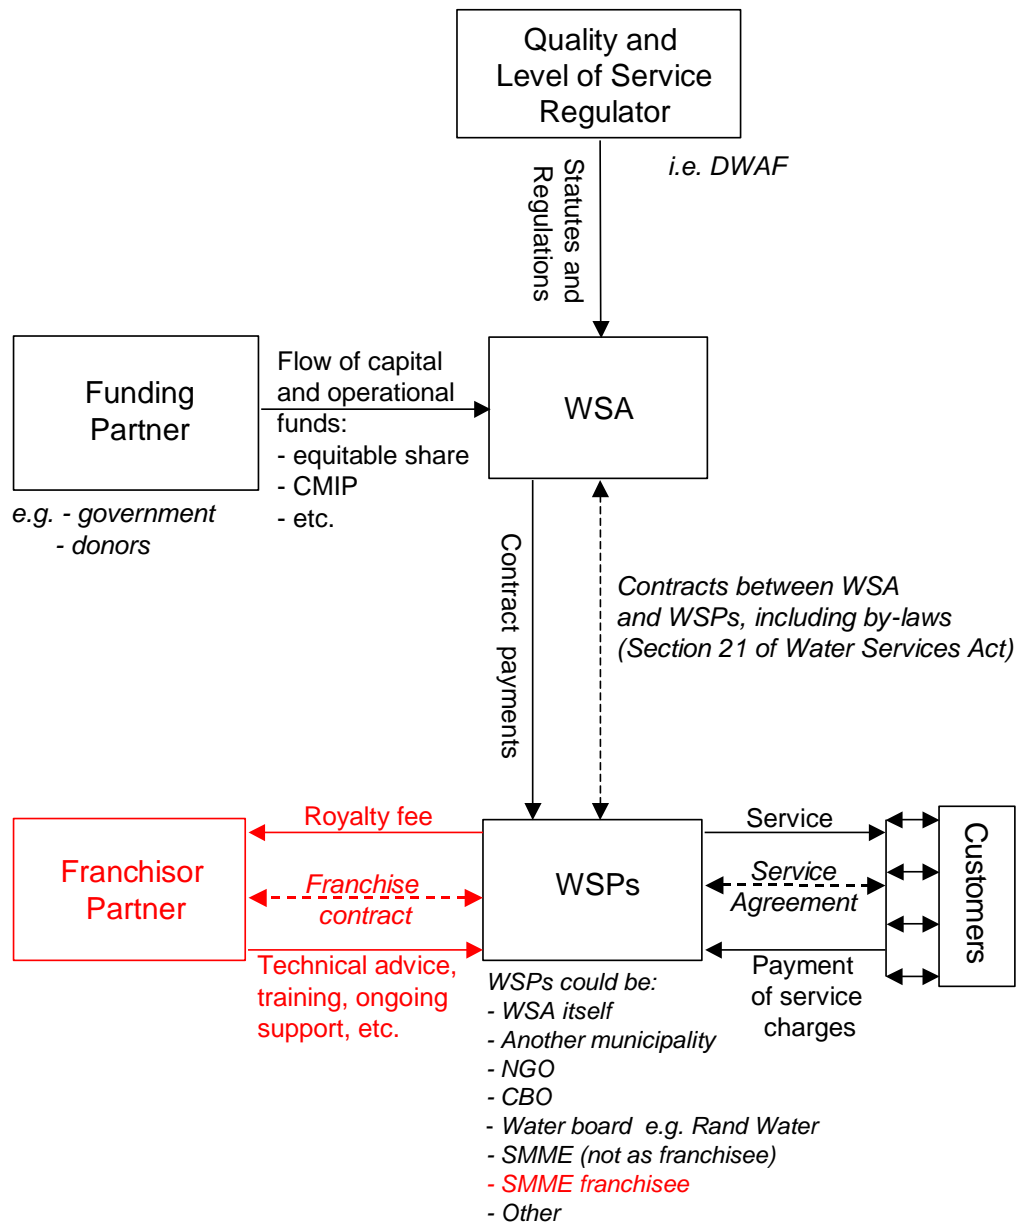 Quality and
Level of Service
Regulator
i.e. DWAF
Statutes and
Regulations
Funding
Partner
e.g. - government
- donors
Flow of capital
and operational
funds:
- equitable share
- CMIP
- etc.
WSA
Contract payments
Contracts between WSA
and WSPs, including by-laws
(Section 21 of Water Services Act)
Franchisor
Partner
Royalty fee
Franchise
contract
Technical advice,
training, ongoing
support, etc.
WSPs
Service
Service
Agreement
Payment
of service
charges
Customers
WSPs could be:
- WSA itself
- Another municipality
- NGO
- CBO
- Water board e.g. Rand Water
- SMME (not as franchisee)
- SMME franchisee
- Other